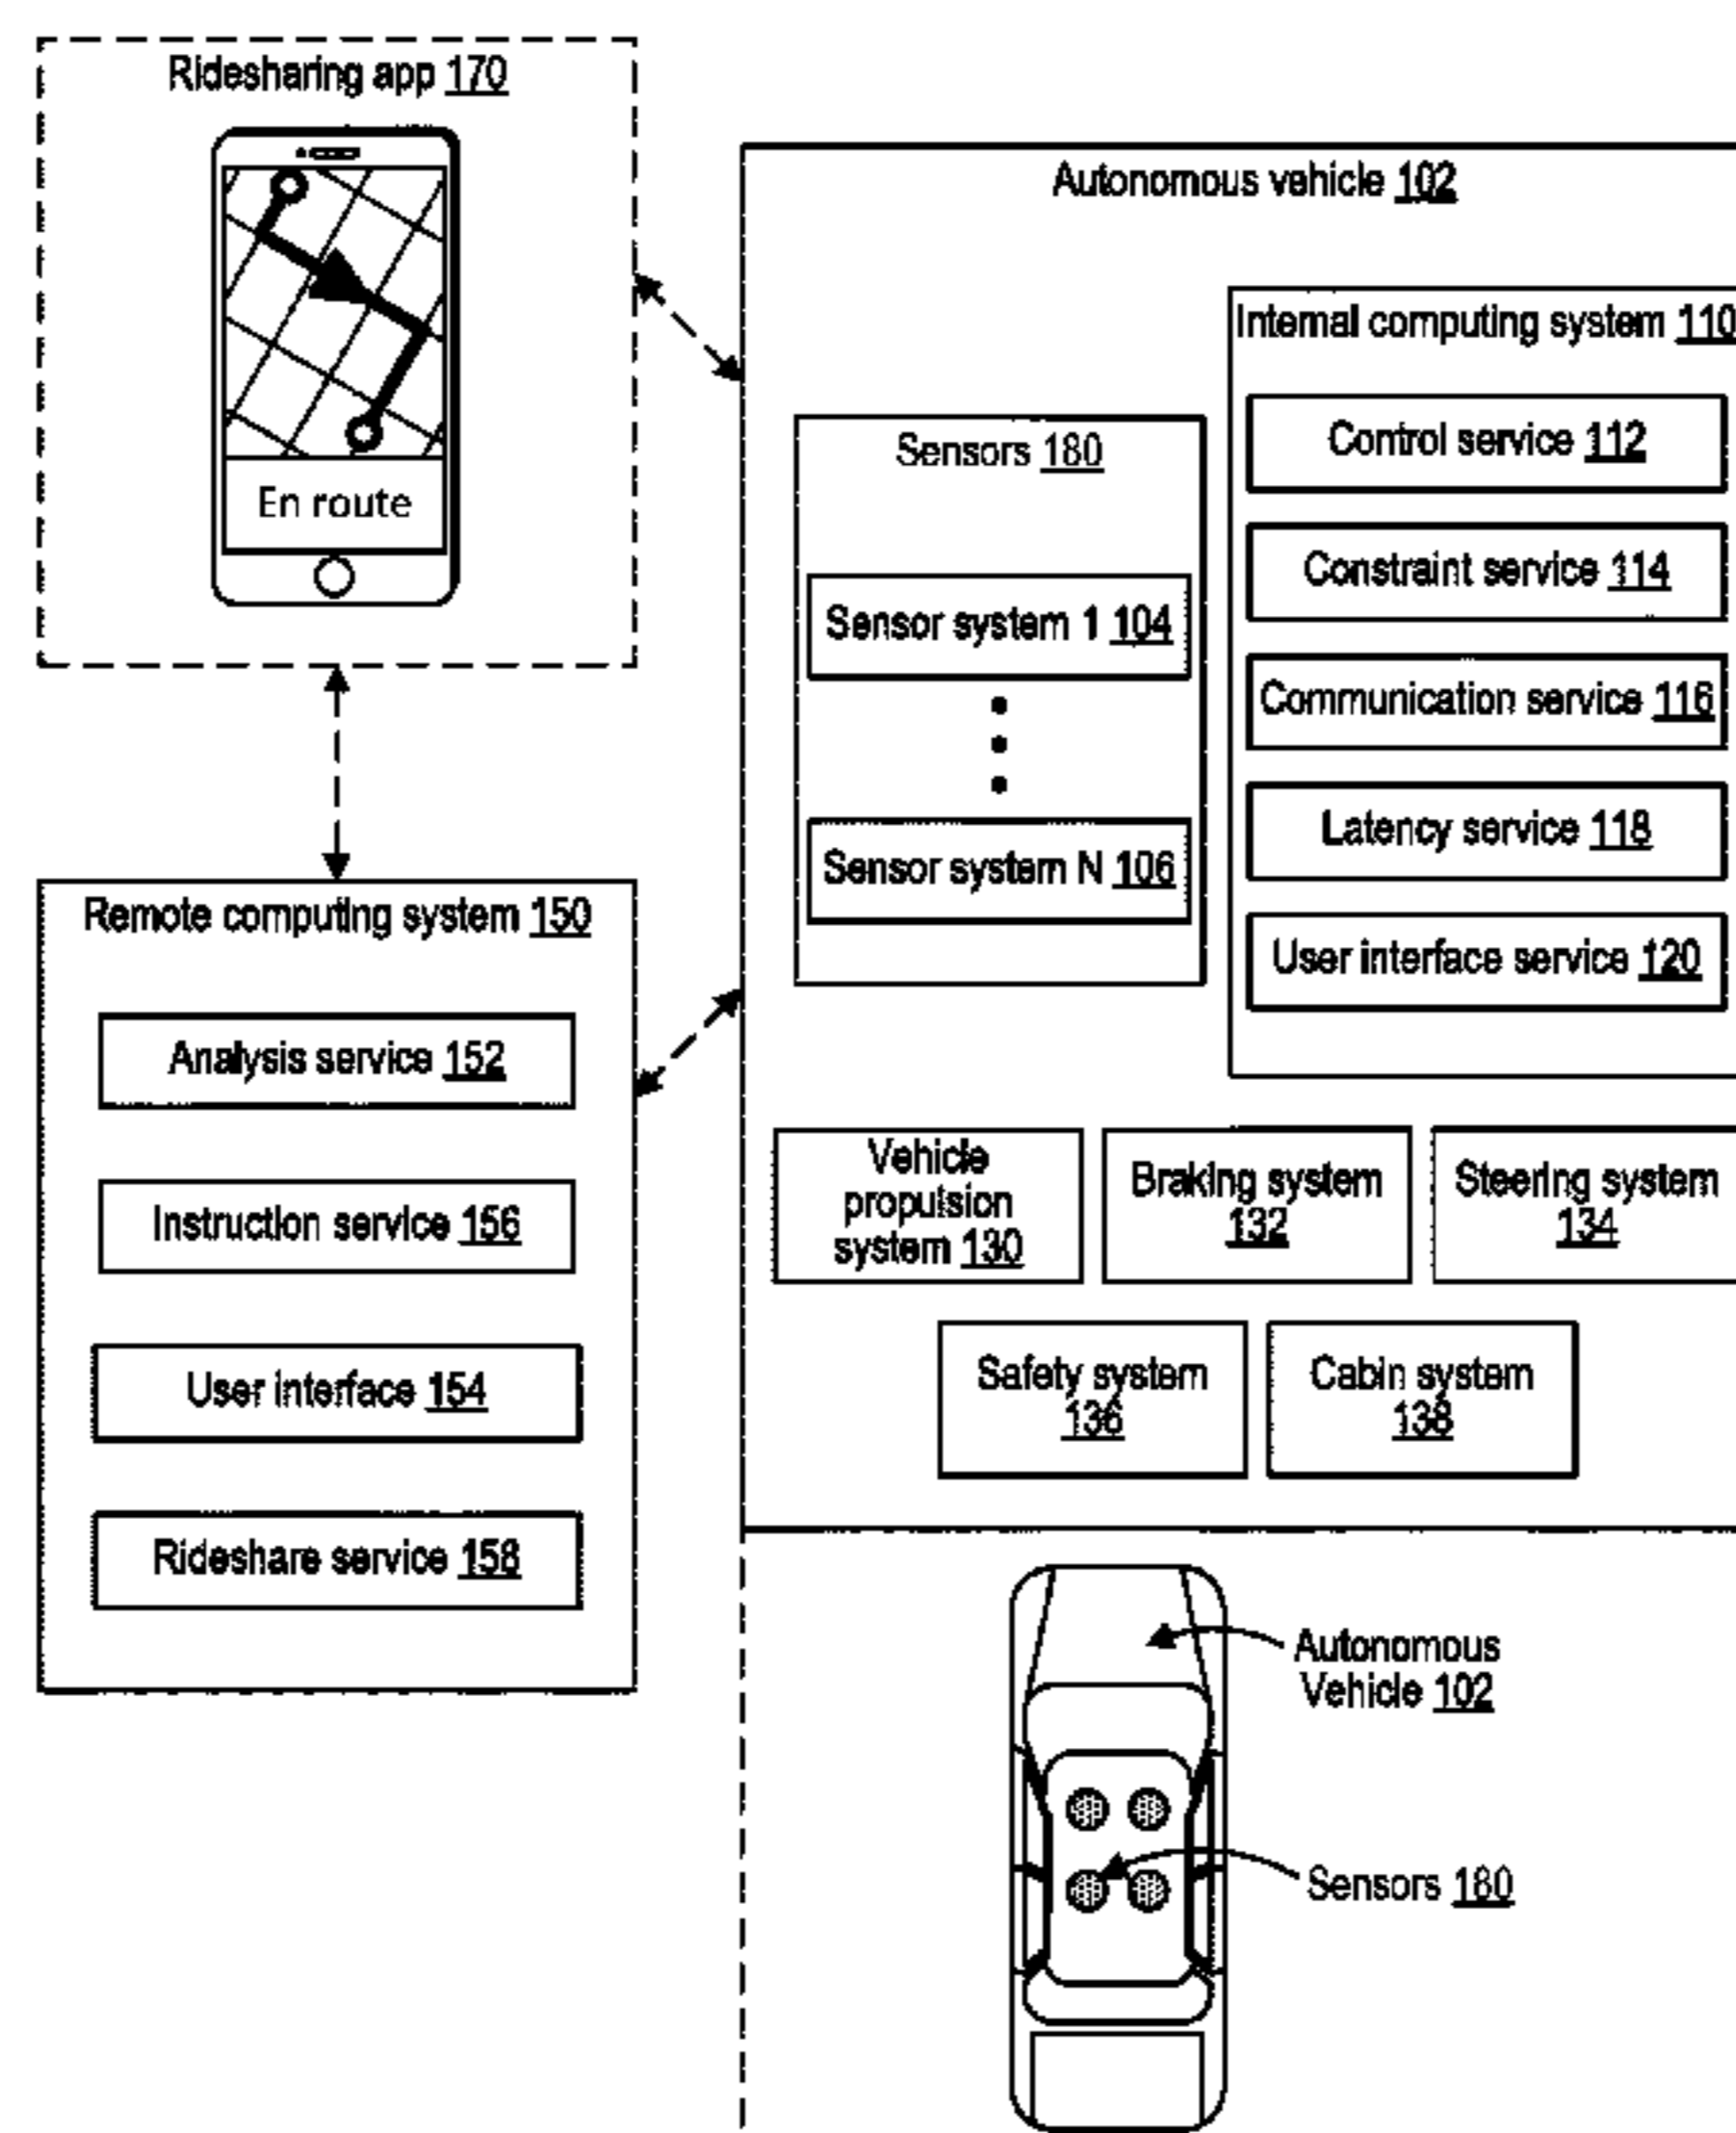 Ridesharing app 170
En route
Autonomous vehicle 102
Internal computing system 110
Control service 112
Constraint service 114
Communication service 116
Latency service 118
User interface service 120
Sensors 180
Sensor system 1 104
Sensor system N 106
Remote computing system 150
Analysis service 152
Instruction service 156
User interface 154
Rideshare service 158
Vehicle
propulsion
system 130
Braking system
132
Steering system
134
Safety system
136
Cabin system
138
Autonomous
Vehicle 102
Sensors 180